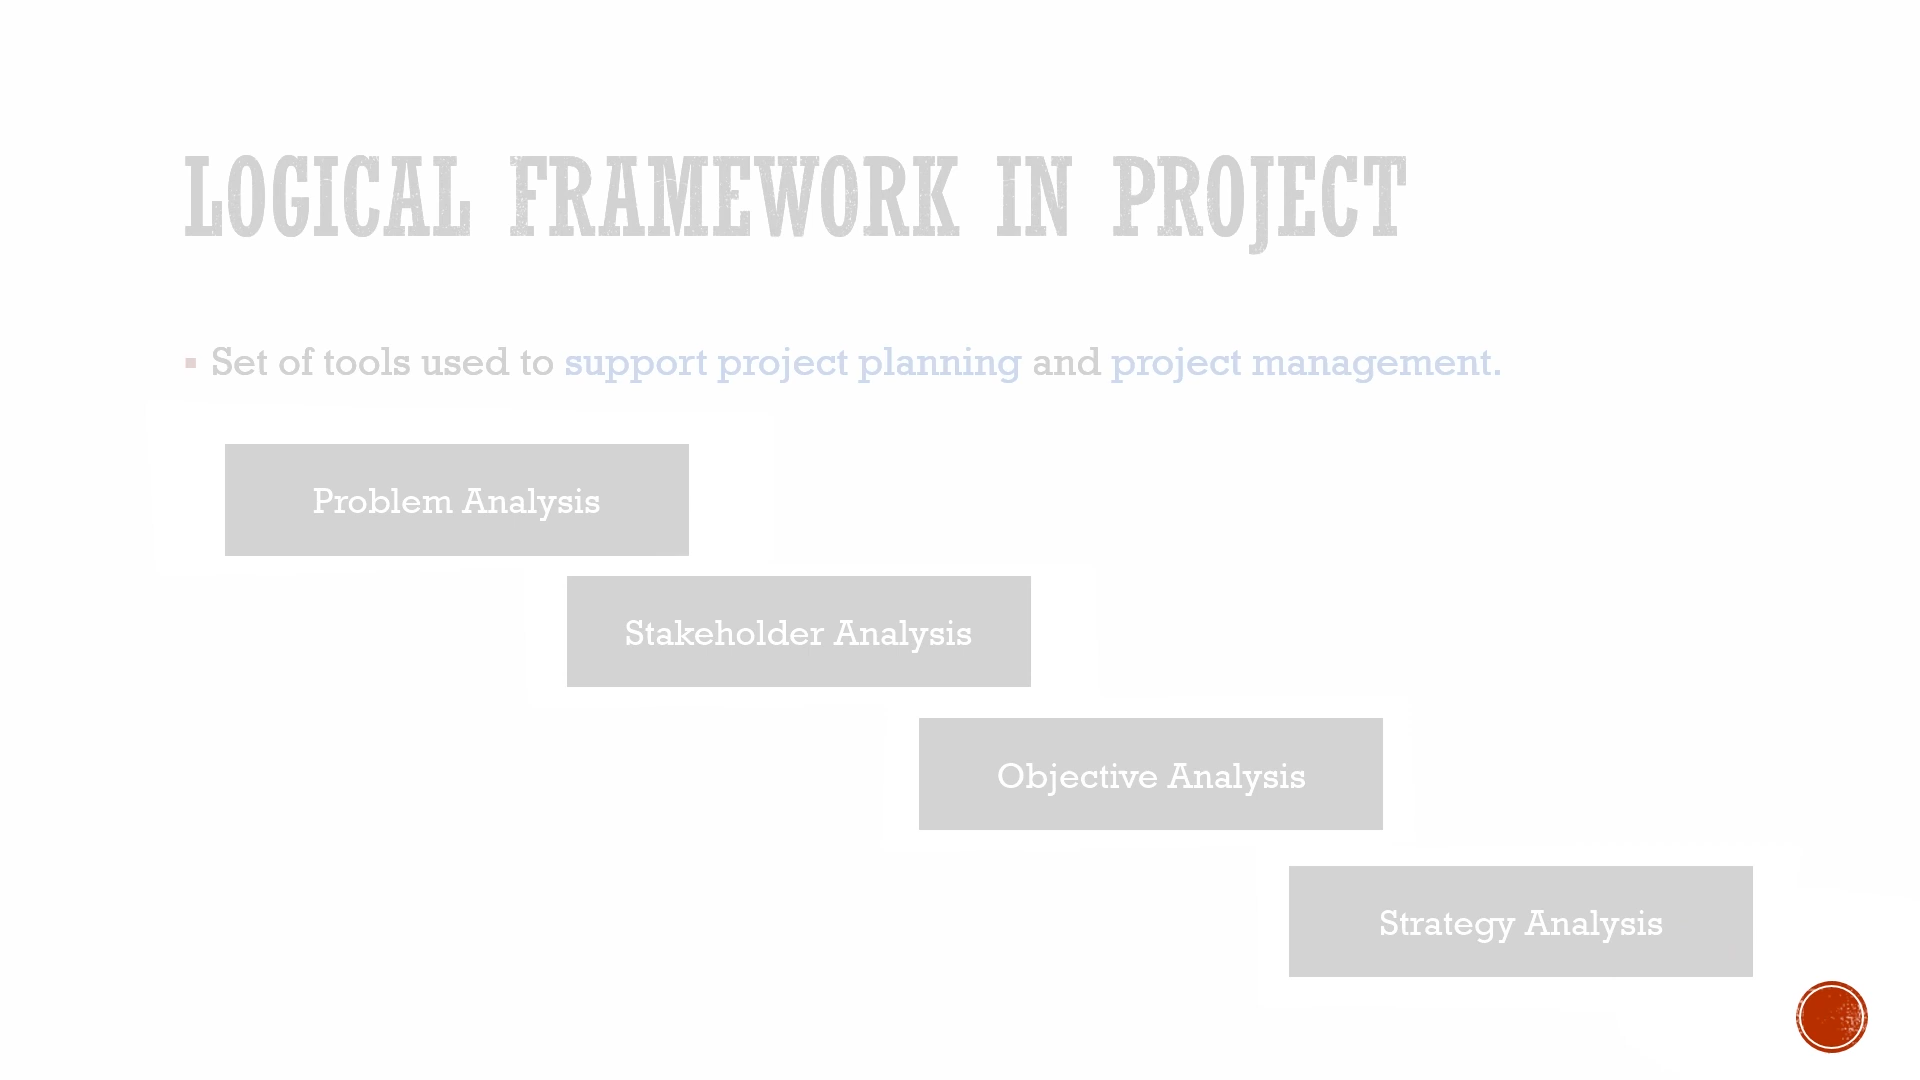 LOGICAL FRAMEWORK IN PROJECT
Set of tools used to support project planning and project management.
Problem Analysis
Stakeholder Analysis
Objective Analysis
Strategy Analysis